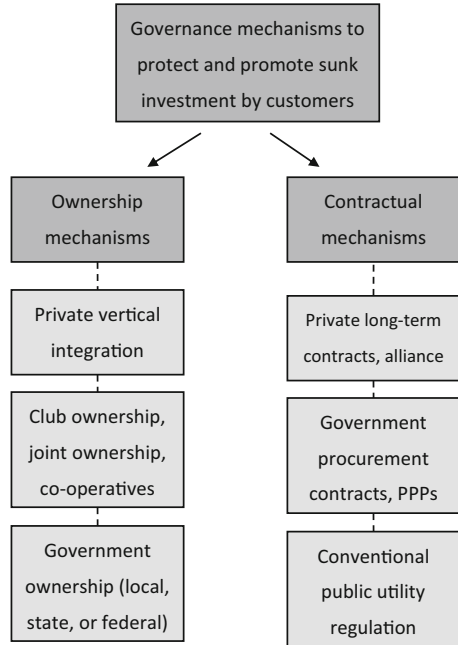 Governance mechanisms to
protect and promote sunk
investment by customers
Ownership
mechanisms
Private vertical
integration
Club ownership,
joint ownership,
co-operatives
Government
ownership (local,
state, or federal)
Contractual
mechanisms
Private long-term
contracts, alliance
Government
procurement
contracts, PPPs
Conventional
public utility
regulation